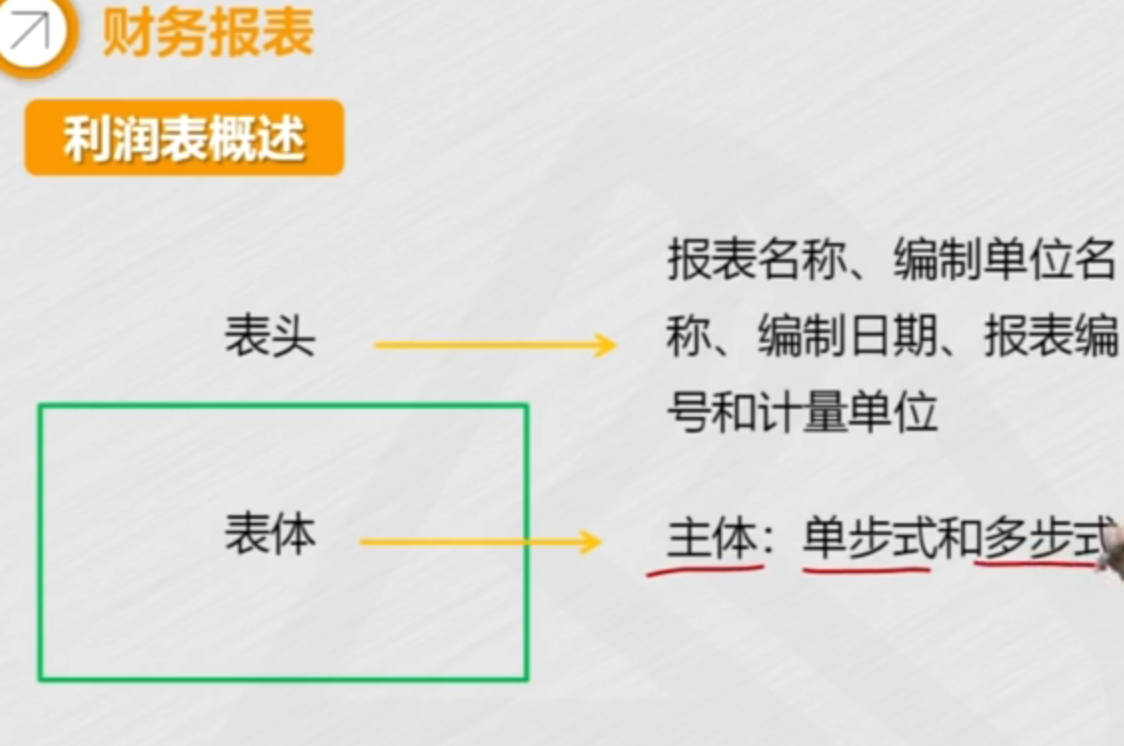 财务报表
利润表概述
表头
报表名称、编制单位名
称、编制日期、报表编
号和计量单位
表体
主体：单步式和多步式